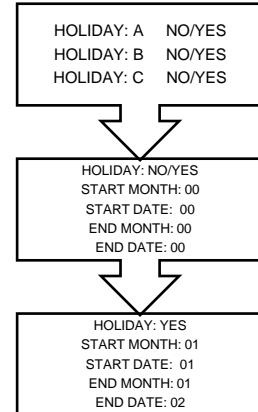 HOLIDAY: A NO/YES
HOLIDAY: B NO/YES
HOLIDAY: C NO/YES
HOLIDAY: NO/YES
START MONTH: 00
START DATE: 00
END MONTH: 00
END DATE: 00
HOLIDAY: YES
START MONTH: 01
START DATE: 01
END MONTH: 01
END DATE: 02